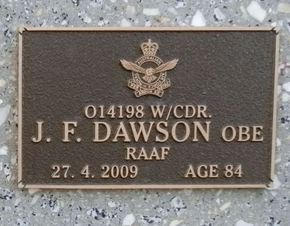 O14198 W/CDR.
J. F. DAWSON OBE
RAAF
27. 4. 2009 AGE 84